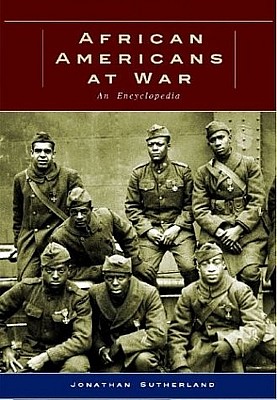 AFRICAN
AMERICANS
AT WAR
An Encyclopedia
JONATHAN SUTHERLAND